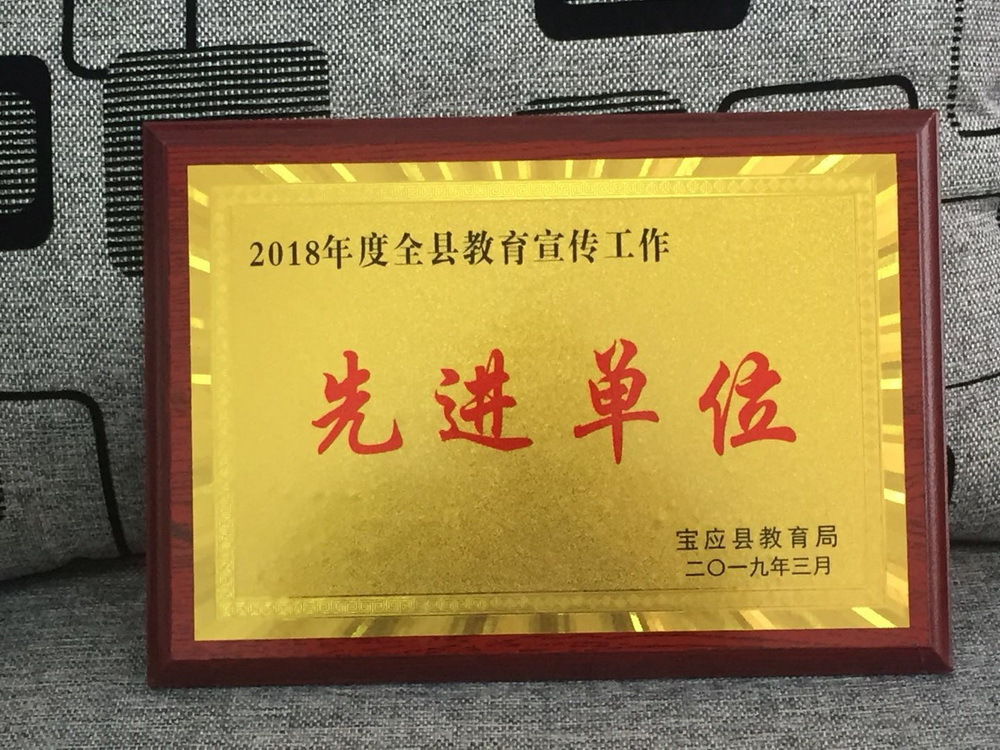 2018年度全县教育宣传工作
先进单位
宝应县教育局
二〇一九年三月